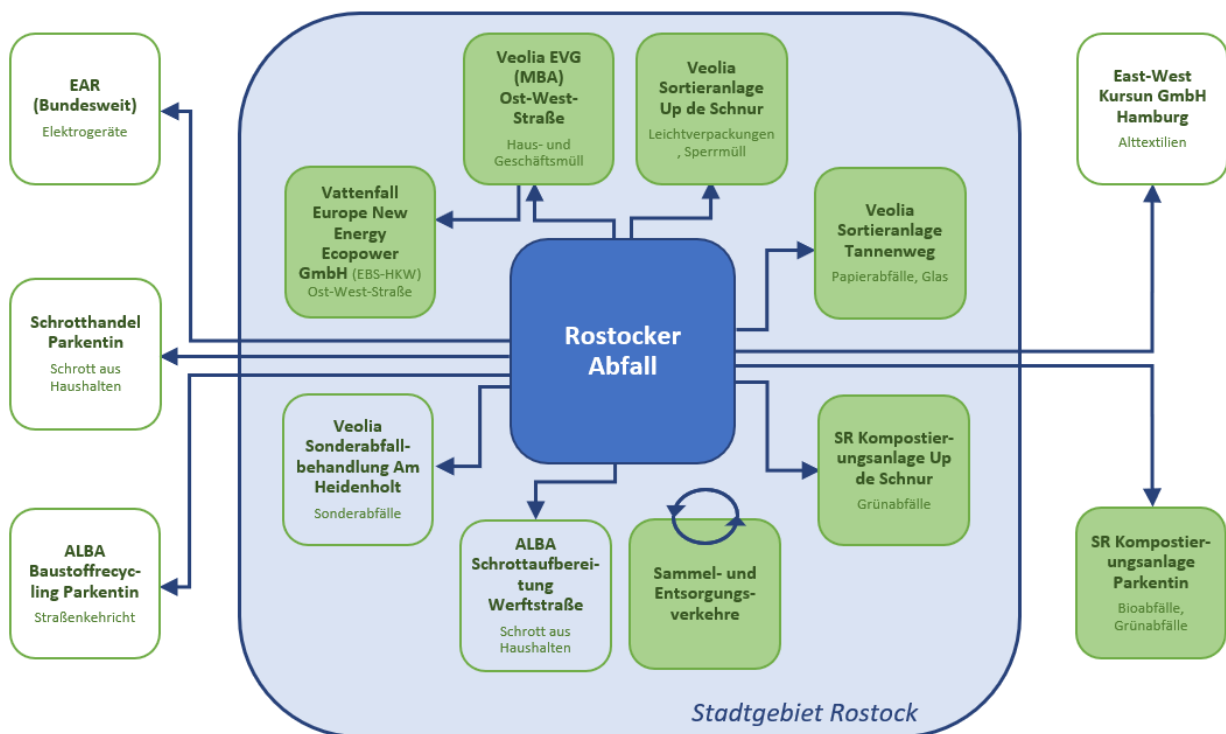 EAR
(Bundesweit)
Elektrogeräte
Veolia EVG
(MBA)
Ost-West-
Straße
Haus- und
Geschäftsmüll
Veolia
Sortieranlage
Up de Schnur
Leichtverpackungen
, Sperrmüll
East-West
Kursun GmbH
Hamburg
Alttextilien
Vattenfall
Europe New
Energy
Ecopower
GmbH (EBS-HKW)
Ost-West-Straße
Veolia
Sortieranlage
Tannenweg
Papierabfälle, Glas
Schrotthandel
Parkentin
Schrott aus
Haushalten
Rostocker
Abfall
Veolia
Sonderabfall-
behandlung Am
Heidenholt
Sonderabfälle
SR Kompostier-
ungsanlage Up
de Schnur
Grünabfälle
ALBA
Baustoffrecyc-
ling Parkentin
Straßenkehricht
ALBA
Schrottaufberei-
tung
Werftstraße
Schrott aus
Haushalten
Sammel- und
Entsorgungs-
verkehre
SR Kompostier-
ungsanlage
Parkentin
Bioabfälle,
Grünabfälle
Stadtgebiet Rostock